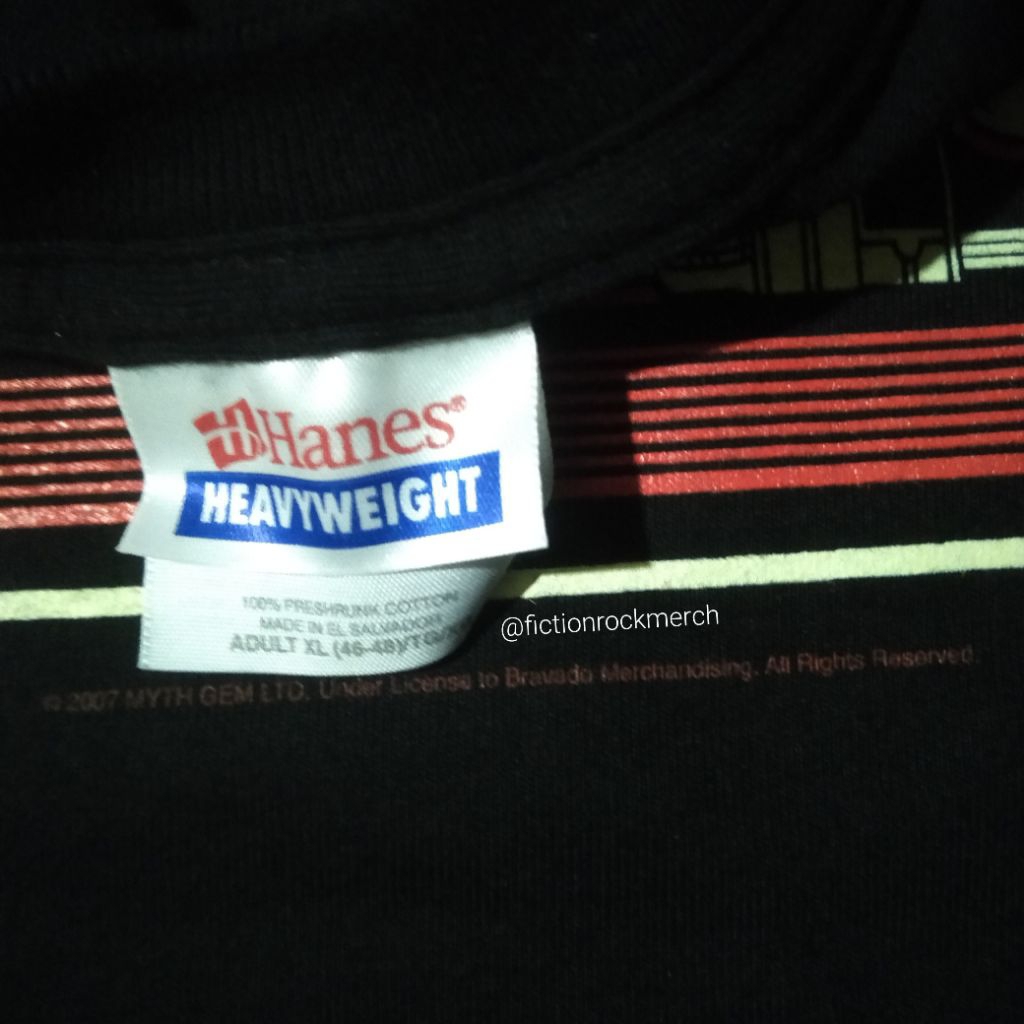 Hanes®
HEAVYWEIGHT
100% PRESHRUNK COTTON
MADE IN EL SALVADOR
ADULT XL (46-48)
@fictionrockmerch
© 2007 MYTH GEM LTD. Under License to Bravado Merchandising. All Rights Reserved.